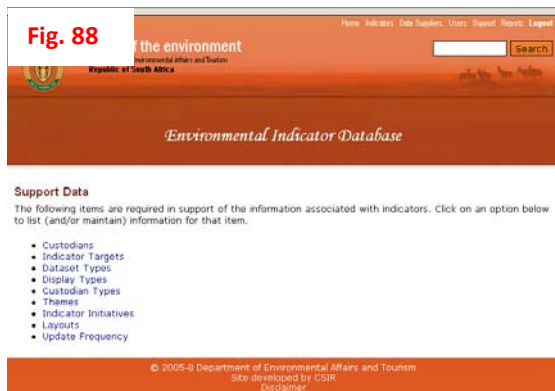 Fig. 88
Home Indicators Data Suppliers Users Support Reports Logout
of the environment
Environmental Affairs and Tourism
Republic of South Africa
Search
Environmental Indicator Database
Support Data
The following items are required in support of the information associated with indicators. Click on an option below
to list (and/or maintain) information for that item.
Custodians
Indicator Targets
Dataset Types
Display Types
Custodian Types
Themes
Indicator Initiatives
Layouts
Update Frequency
© 2005-8 Department of Environmental Affairs and Tourism
Site developed by CSIR
Disclaimer